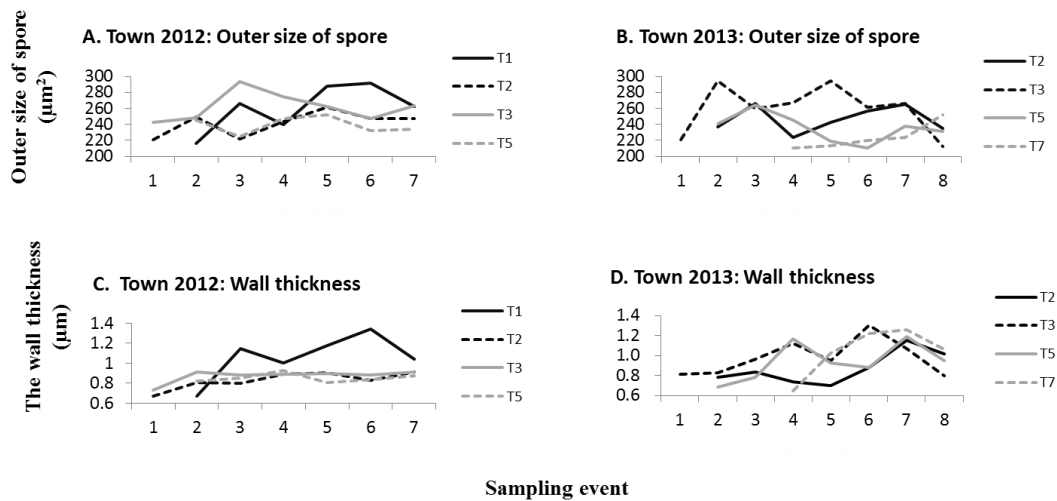 A. Town 2012: Outer size of spore
Outer size of spore
(μm²)
300
280
260
240
220
200
1 2 3 4 5 6 7
T1
T2
T3
T5
B. Town 2013: Outer size of spore
300
280
260
240
220
200
1 2 3 4 5 6 7 8
T2
T3
T5
T7
C. Town 2012: Wall thickness
The wall thickness
(μm)
1.4
1.2
1
0.8
0.6
1 2 3 4 5 6 7
T1
T2
T3
T5
D. Town 2013: Wall thickness
1.4
1.2
1.0
0.8
0.6
1 2 3 4 5 6 7 8
T2
T3
T5
T7
Sampling event